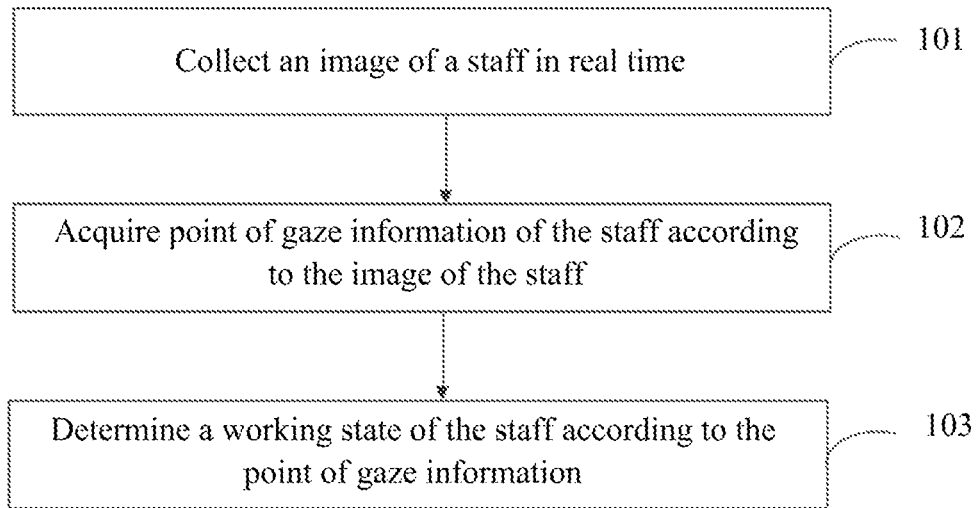 Collect an image of a staff in real time
101
Acquire point of gaze information of the staff according
to the image of the staff
102
Determine a working state of the staff according to the
point of gaze information
103